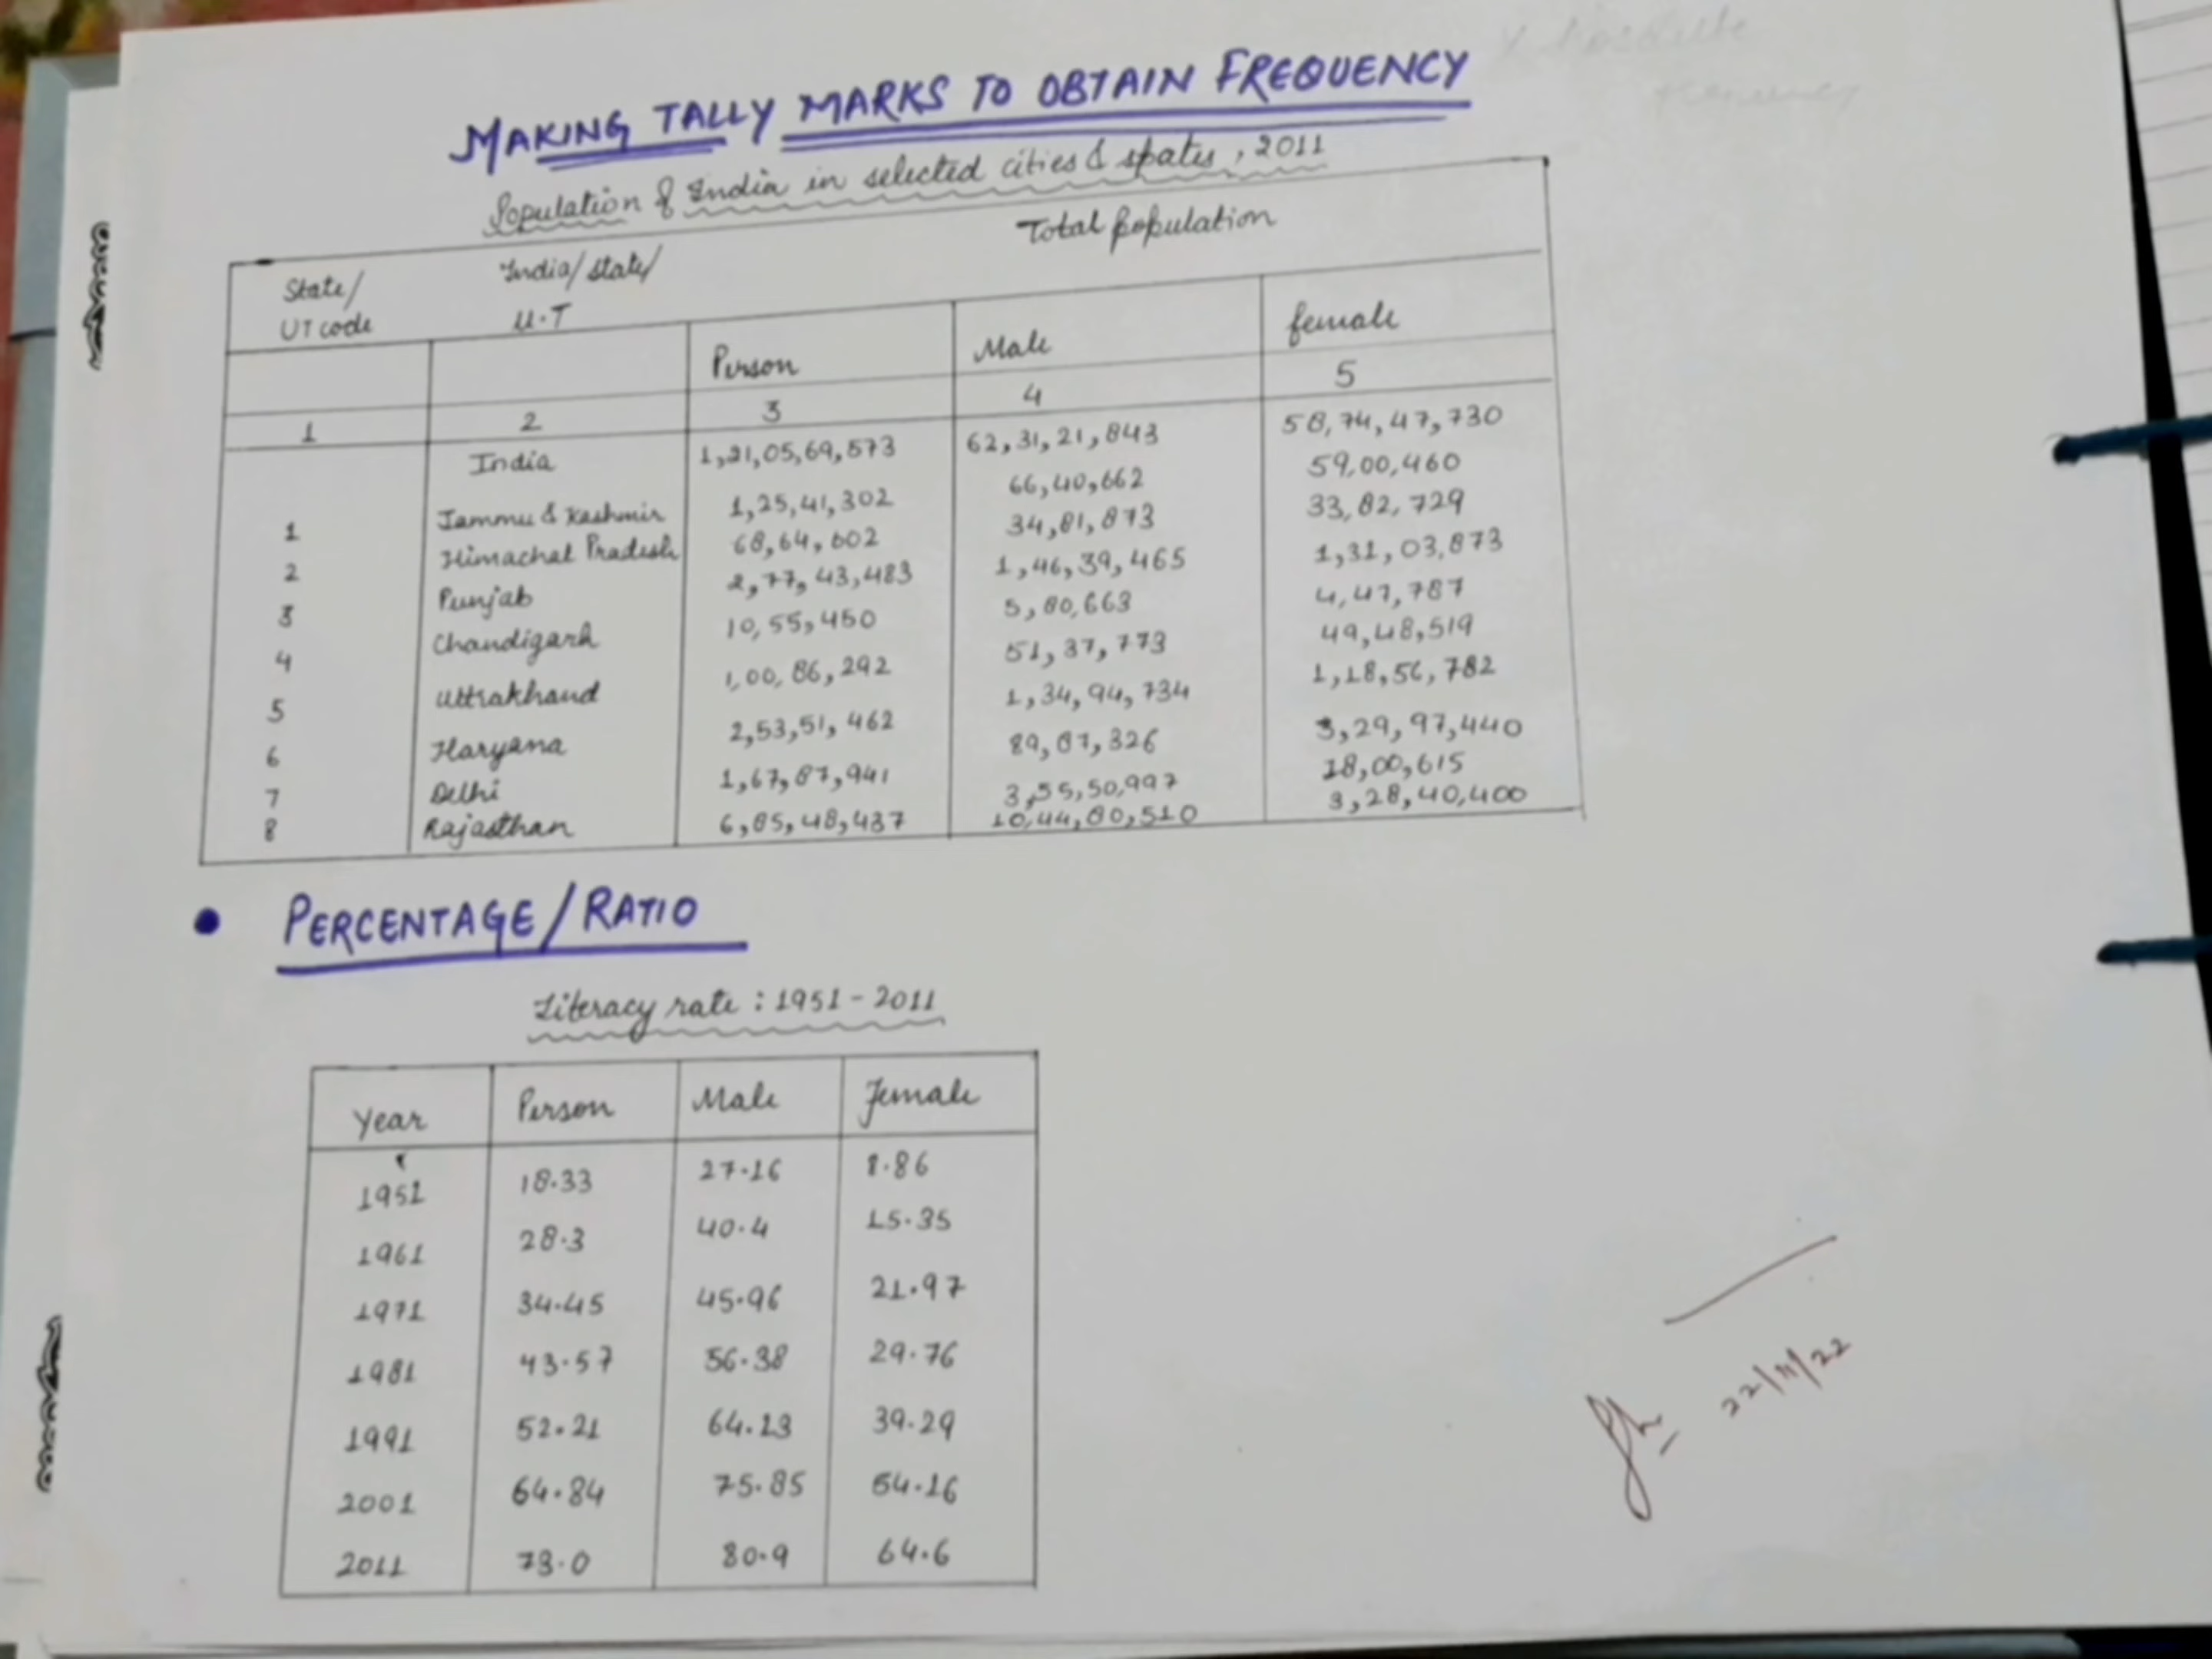 MAKING TALLY MARKS TO OBTAIN FREQUENCY
Population of India in selected cities & states, 2011
State/ UT code India/state/ U.T Total population
Person Male female
1 2 3 4 5
India 1,21,05,69,573 62,31,21,843 58,74,47,730
1 Jammu & Kashmir 1,25,41,302 66,40,662 59,00,460
2 Himachal Pradesh 68,64,602 34,81,873 33,82,729
3 Punjab 2,77,43,483 1,46,39,465 1,31,03,873
4 Chandigarh 10,55,450 5,80,663 4,47,787
5 Uttrakhand 1,00,86,292 51,37,773 49,48,519
6 Haryana 2,53,51,462 1,34,94,734 1,18,56,782
7 Delhi 1,67,87,941 89,87,326 3,29,97,440
8 Rajasthan 6,85,48,437 3,55,50,997 28,00,615
10,44,80,510 3,28,40,400
• PERCENTAGE/RATIO
Literacy rate : 1951-2011
Year Person Male Female
1951 18.33 27.16 8.86
1961 28.3 40.4 15.35
1971 34.45 45.96 21.97
1981 43.57 56.38 29.76
1991 52.21 64.13 39.29
2001 64.84 75.85 54.16
2011 73.0 80.9 64.6
22/11/22